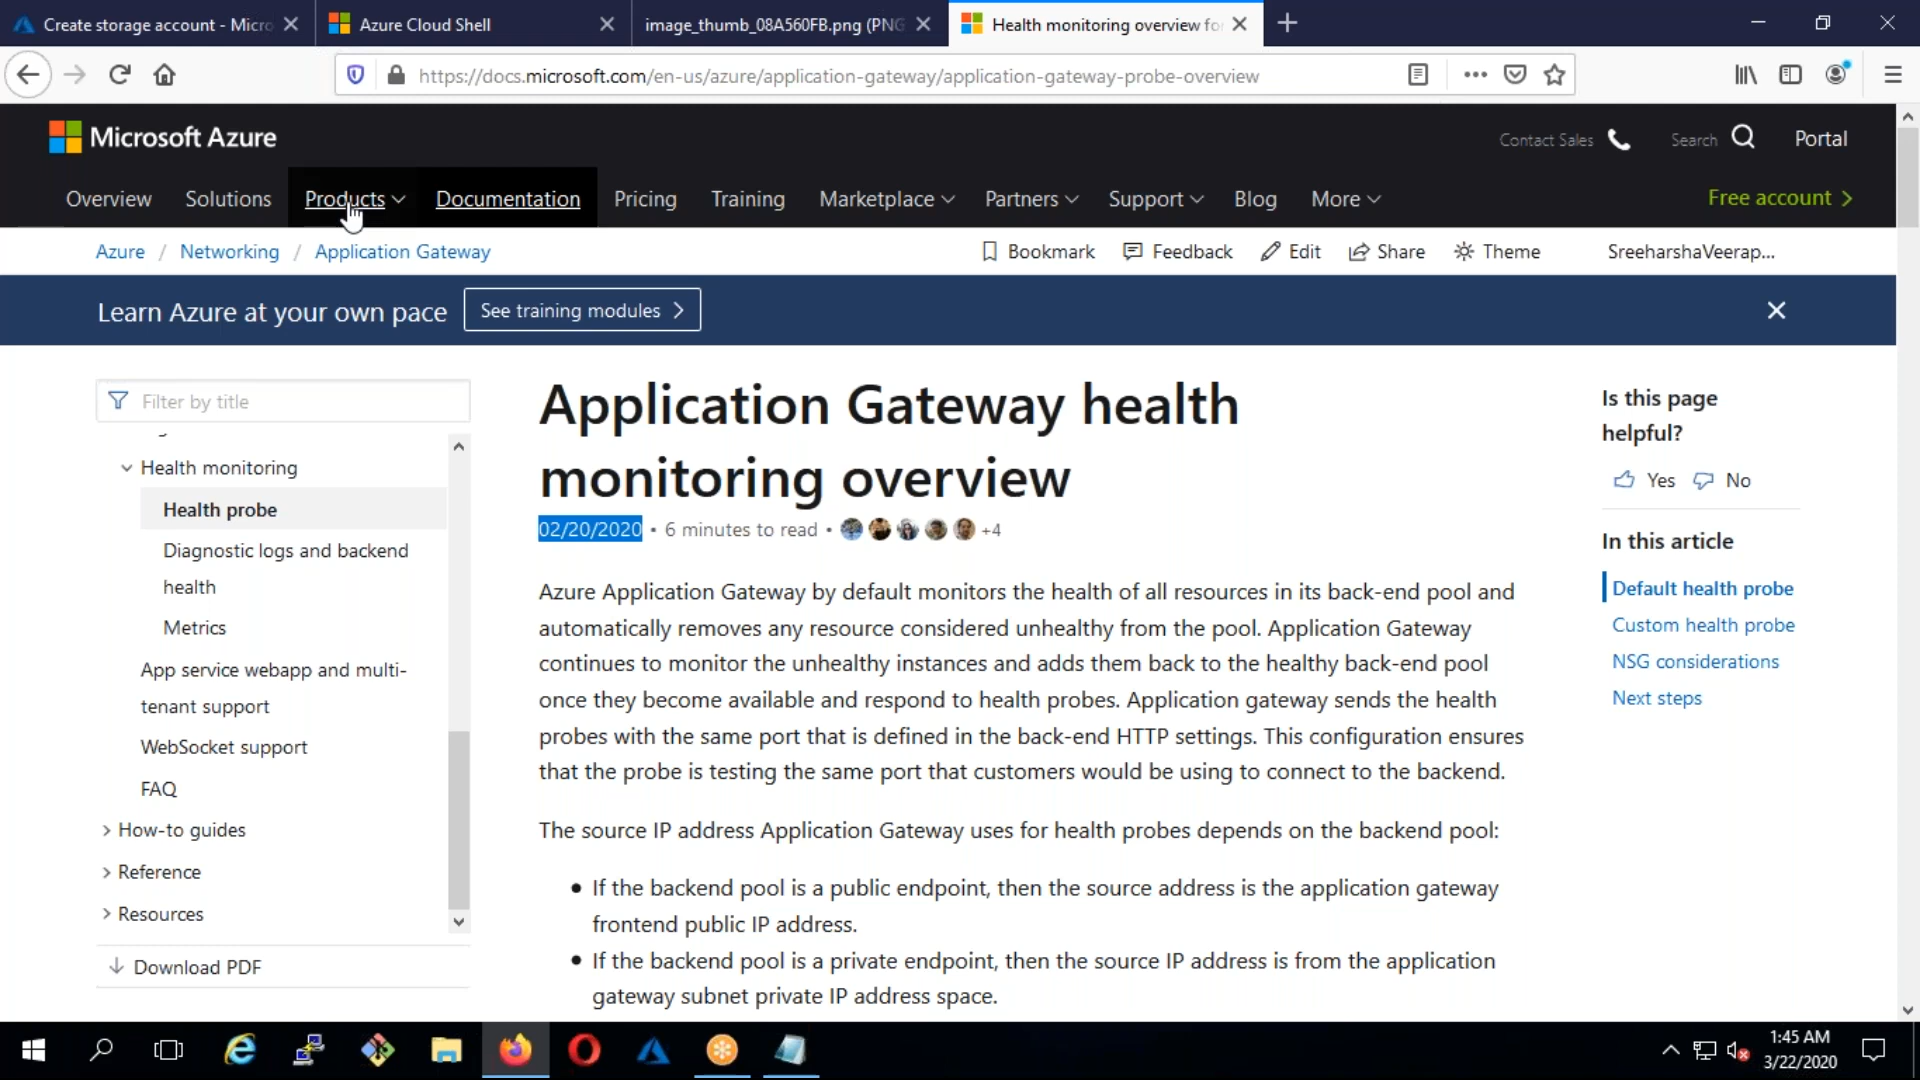 Create storage account - Micro
Azure Cloud Shell
image_thumb_08A560FB.png (PNG
Health monitoring overview fo
https://docs.microsoft.com/en-us/azure/application-gateway/application-gateway-probe-overview
Microsoft Azure
Contact Sales
Search
Portal
Overview
Solutions
Products
Documentation
Pricing
Training
Marketplace
Partners
Support
Blog
More
Free account
Azure / Networking / Application Gateway
Bookmark
Feedback
Edit
Share
Theme
SreeharshaVeerap...
Learn Azure at your own pace
See training modules
Filter by title
Health monitoring
Health probe
Diagnostic logs and backend
health
Metrics
App service webapp and multi-
tenant support
WebSocket support
FAQ
How-to guides
Reference
Resources
Download PDF
Application Gateway health
monitoring overview
02/20/2020 • 6 minutes to read • +4
Azure Application Gateway by default monitors the health of all resources in its back-end pool and
automatically removes any resource considered unhealthy from the pool. Application Gateway
continues to monitor the unhealthy instances and adds them back to the healthy back-end pool
once they become available and respond to health probes. Application gateway sends the health
probes with the same port that is defined in the back-end HTTP settings. This configuration ensures
that the probe is testing the same port that customers would be using to connect to the backend.
The source IP address Application Gateway uses for health probes depends on the backend pool:
• If the backend pool is a public endpoint, then the source address is the application gateway
frontend public IP address.
• If the backend pool is a private endpoint, then the source IP address is from the application
gateway subnet private IP address space.
Is this page
helpful?
Yes
No
In this article
Default health probe
Custom health probe
NSG considerations
Next steps
1:45 AM
3/22/2020